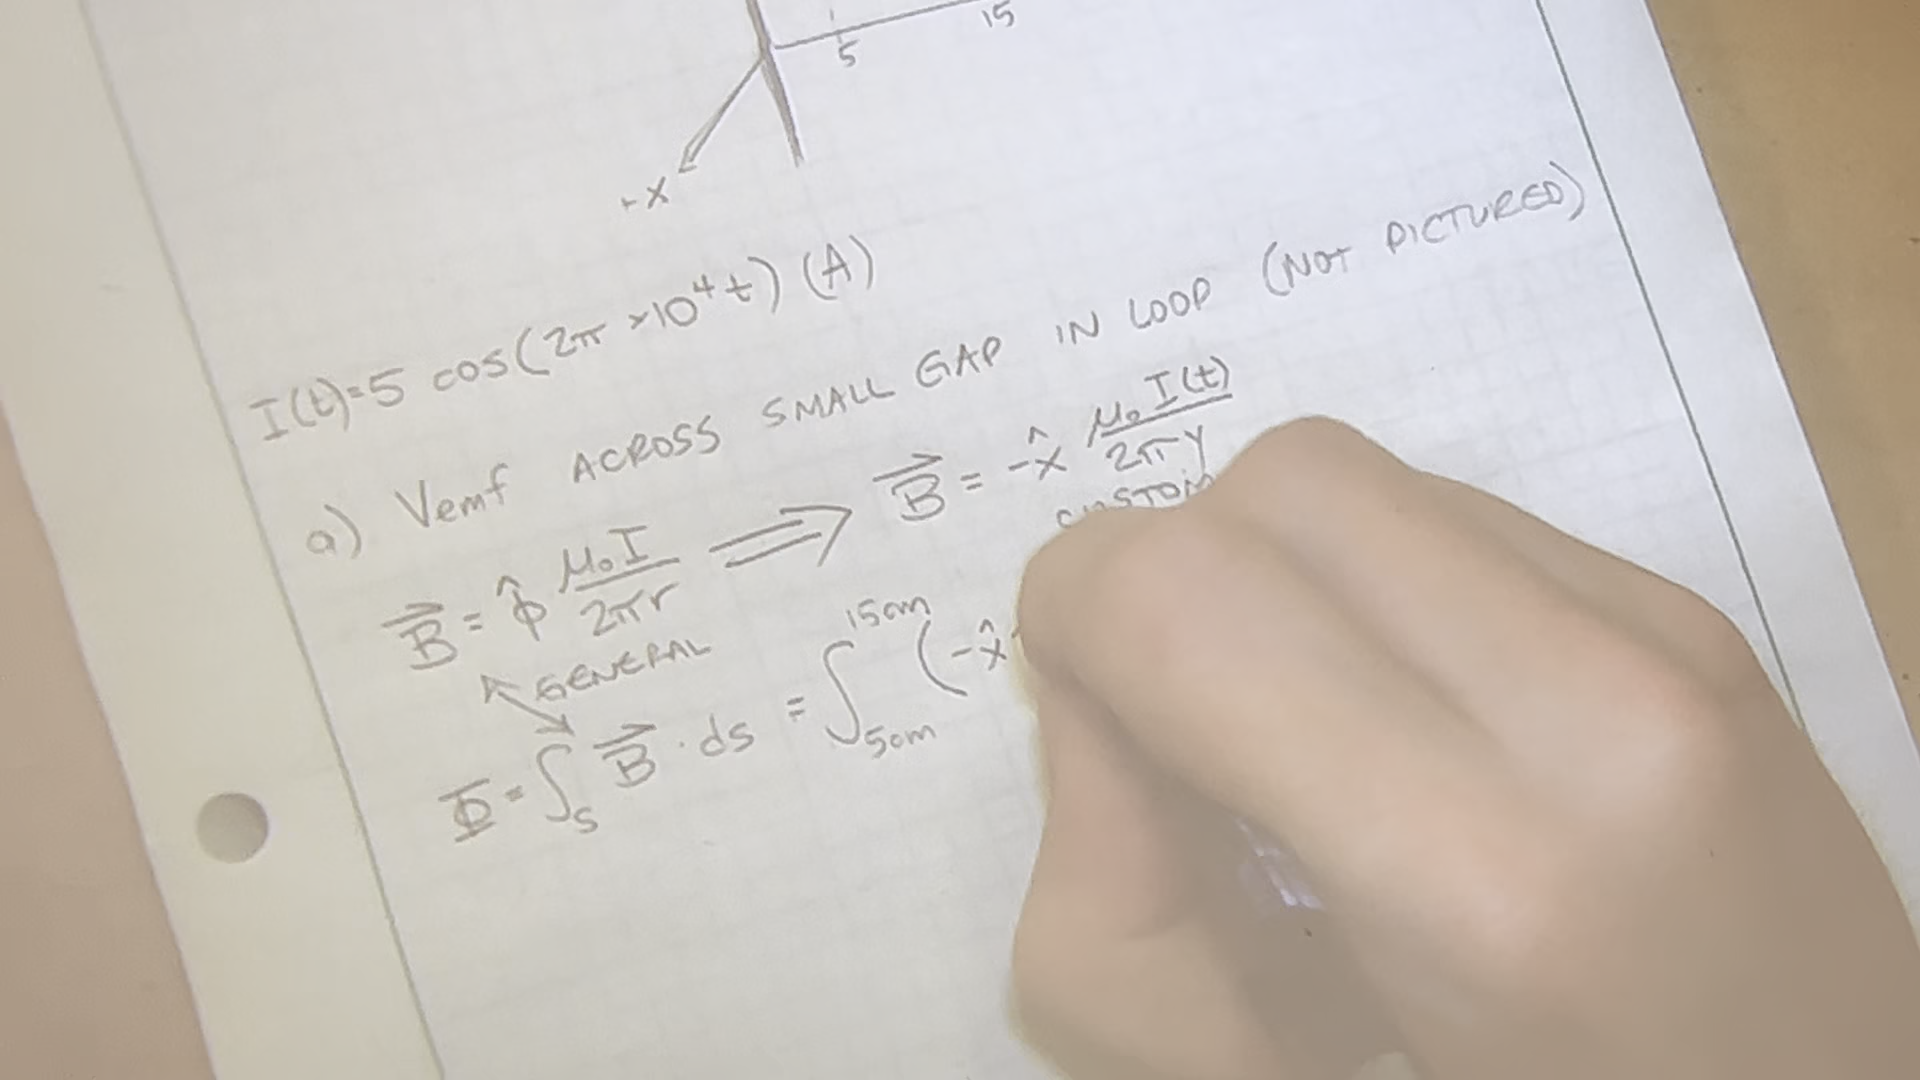 5 15
+x
I(t)=5 cos(2π ×10⁴t) (A)
a) Vemf ACROSS SMALL GAP IN LOOP (NOT PICTURED)
B⃗ = φ̂ μ₀I/2πr ⟹ B⃗ = -x̂ μ₀I(t)/2πy
GENERAL
Φ = ∫ₛ B⃗ · ds = ∫_5cm^15cm (-x̂